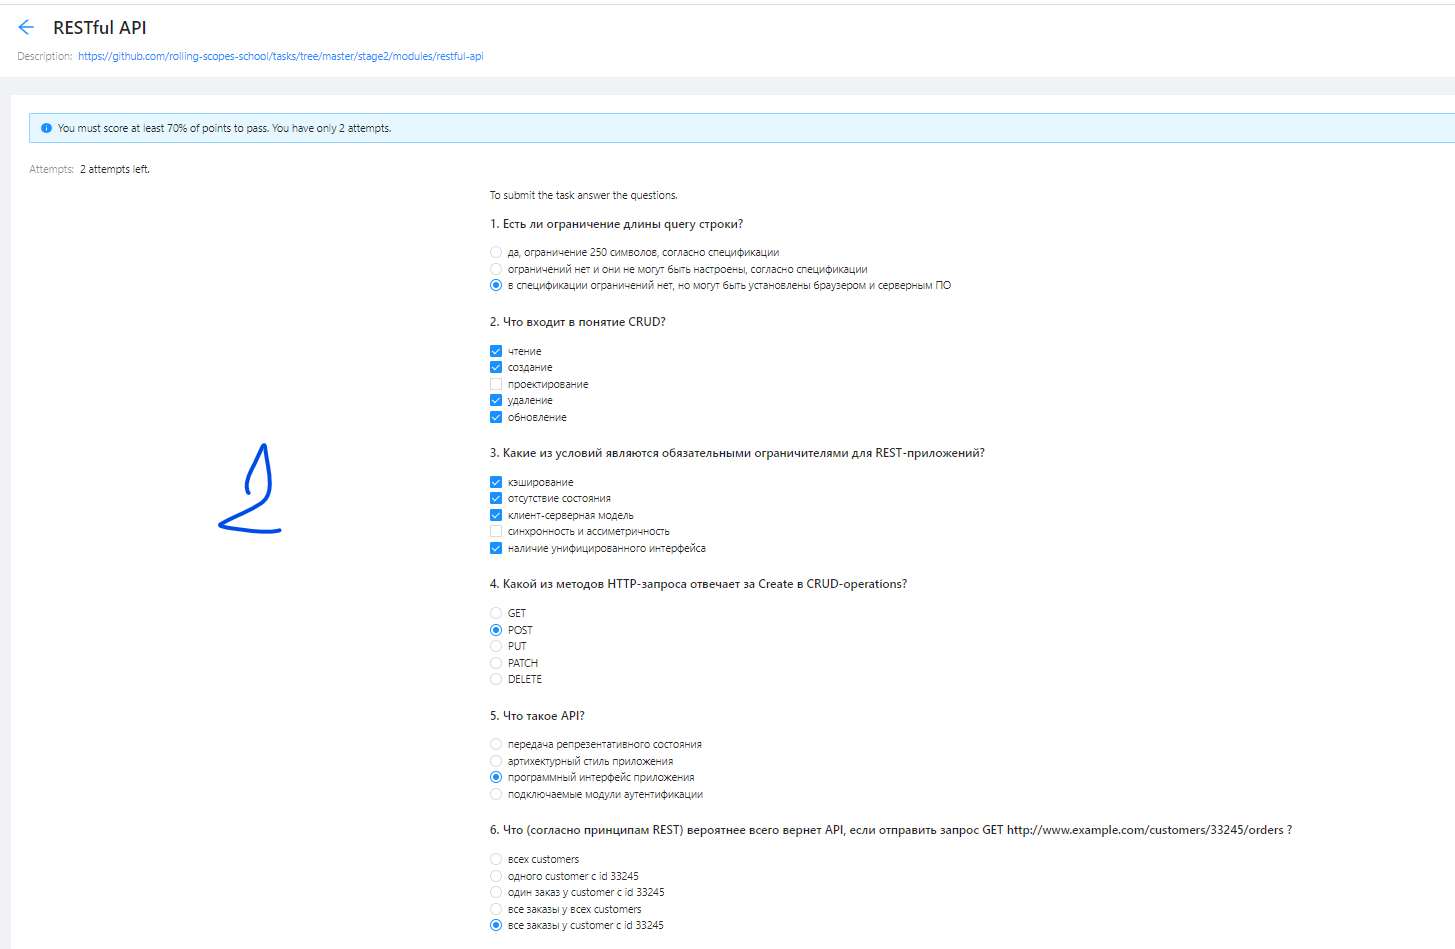 RESTful API
Description: https://github.com/rolling-scopes-school/tasks/tree/master/stage2/modules/restful-api
You must score at least 70% of points to pass. You have only 2 attempts.
Attempts: 2 attempts left.
To submit the task answer the questions.
1. Есть ли ограничение длины query строки?
да, ограничение 250 символов, согласно спецификации
ограничений нет и они не могут быть настроены, согласно спецификации
в спецификации ограничений нет, но могут быть установлены браузером и серверным ПО
2. Что входит в понятие CRUD?
чтение
создание
проектирование
удаление
обновление
3. Какие из условий являются обязательными ограничителями для REST-приложений?
кэширование
отсутствие состояния
клиент-серверная модель
синхронность и ассиметричность
наличие унифицированного интерфейса
4. Какой из методов HTTP-запроса отвечает за Create в CRUD-operations?
GET
POST
PUT
PATCH
DELETE
5. Что такое API?
передача репрезентативного состояния
артихектурный стиль приложения
программный интерфейс приложения
подключаемые модули аутентификации
6. Что (согласно принципам REST) вероятнее всего вернет API, если отправить запрос GET http://www.example.com/customers/33245/orders ?
всех customers
одного customer с id 33245
один заказ у customer с id 33245
все заказы у всех customers
все заказы у customer с id 33245